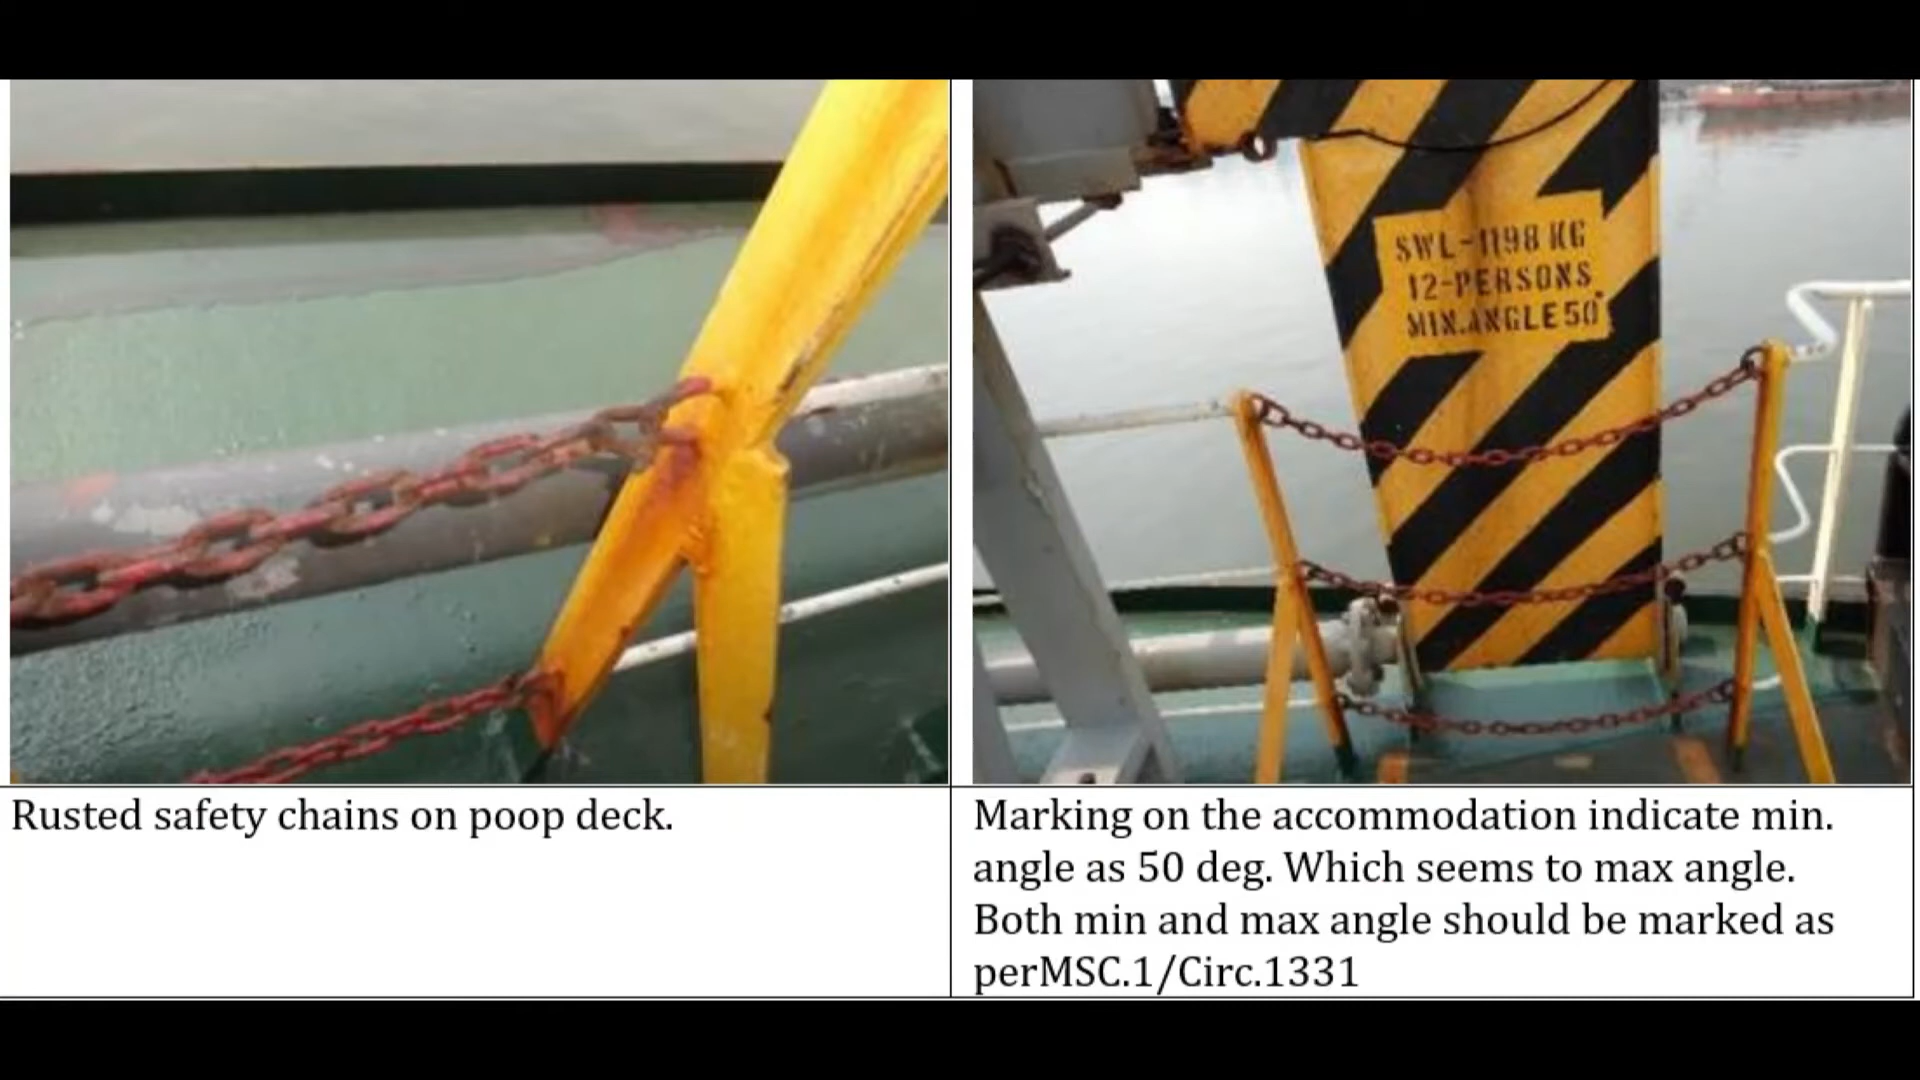 SWL-1198 KG
12-PERSONS
MIN.ANGLE 50°
Rusted safety chains on poop deck.
Marking on the accommodation indicate min.
angle as 50 deg. Which seems to max angle.
Both min and max angle should be marked as
perMSC.1/Circ.1331